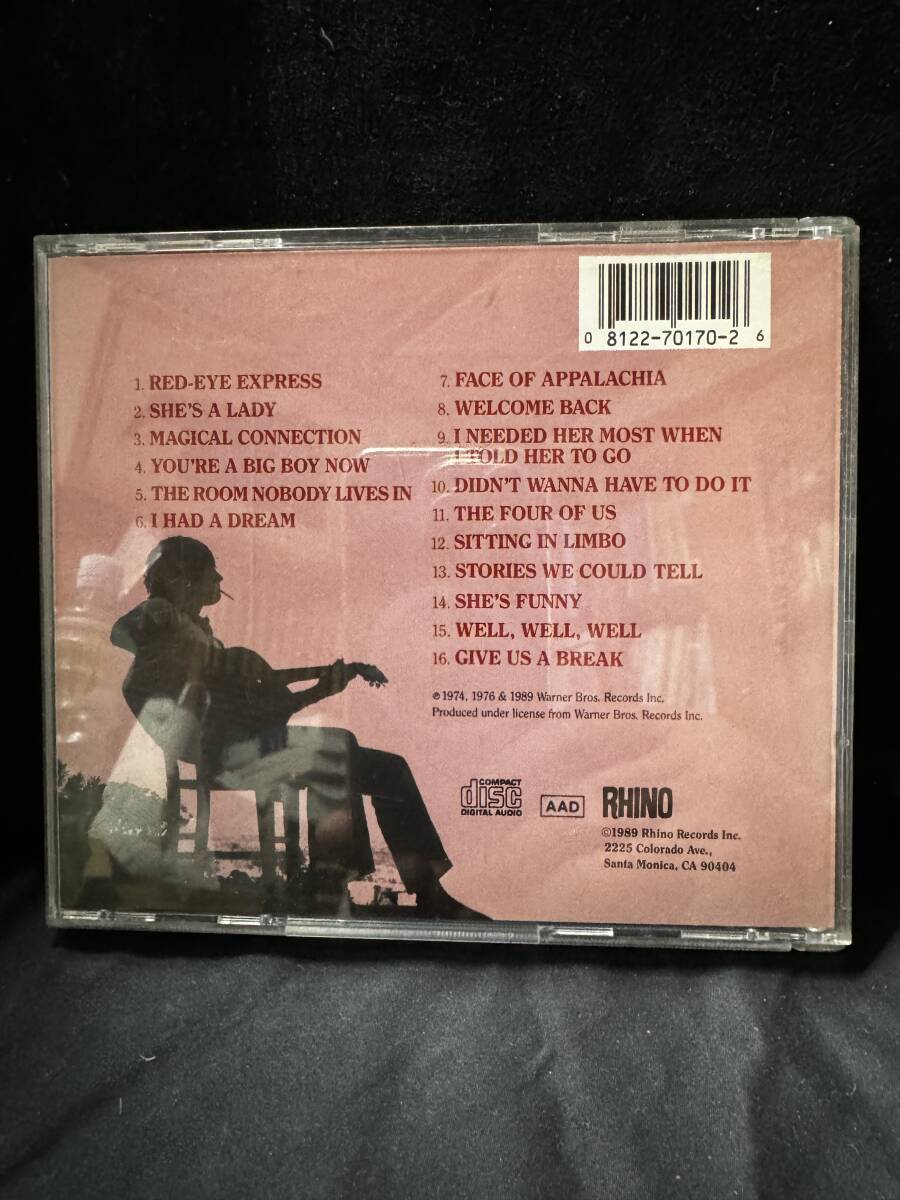 0 8122-70170-2 6
1. RED-EYE EXPRESS
2. SHE'S A LADY
3. MAGICAL CONNECTION
4. YOU'RE A BIG BOY NOW
5. THE ROOM NOBODY LIVES IN
6. I HAD A DREAM
7. FACE OF APPALACHIA
8. WELCOME BACK
9. I NEEDED HER MOST WHEN
I TOLD HER TO GO
10. DIDN'T WANNA HAVE TO DO IT
11. THE FOUR OF US
12. SITTING IN LIMBO
13. STORIES WE COULD TELL
14. SHE'S FUNNY
15. WELL, WELL, WELL
16. GIVE US A BREAK
℗ 1974, 1976 & 1989 Warner Bros. Records Inc.
Produced under license from Warner Bros. Records Inc.
COMPACT
disc
DIGITAL AUDIO
AAD
RHINO
©1989 Rhino Records Inc.
2225 Colorado Ave.,
Santa Monica, CA 90404